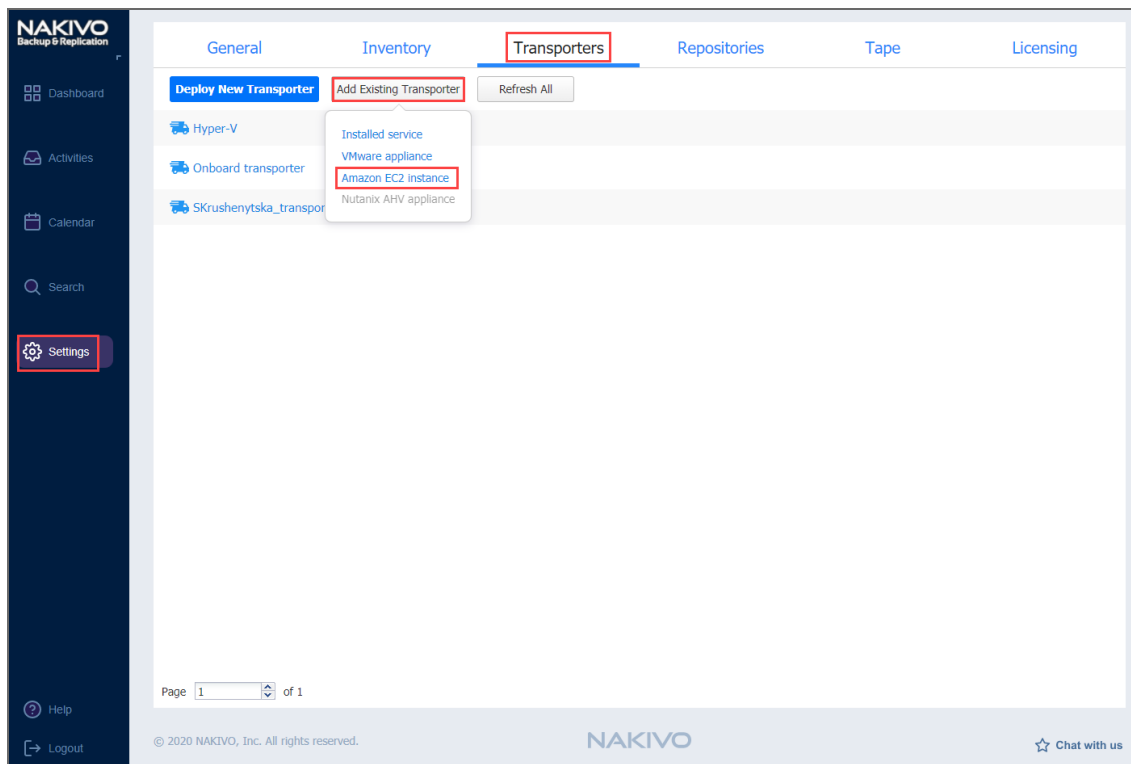 NAKIVO
Backup & Replication
Dashboard
Activities
Calendar
Search
Settings
Help
Logout
General Inventory Transporters Repositories Tape Licensing
Deploy New Transporter Add Existing Transporter Refresh All
Hyper-V
Onboard transporter
SKrushenytska_transpor
Installed service
VMware appliance
Amazon EC2 instance
Nutanix AHV appliance
Page 1 of 1
© 2020 NAKIVO, Inc. All rights reserved.
NAKIVO
Chat with us